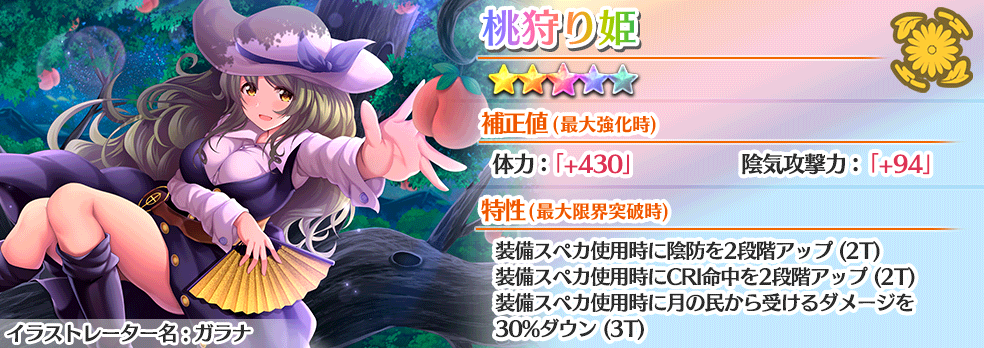 桃狩り姫
補正値(最大強化時)
体力:「+430」 陰気攻撃力:「+94」
特性(最大限界突破時)
装備スペカ使用時に陰防を2段階アップ (2T)
装備スペカ使用時にCRI命中を2段階アップ (2T)
装備スペカ使用時に月の民から受けるダメージを
30%ダウン (3T)
イラストレーター名:ガラナ